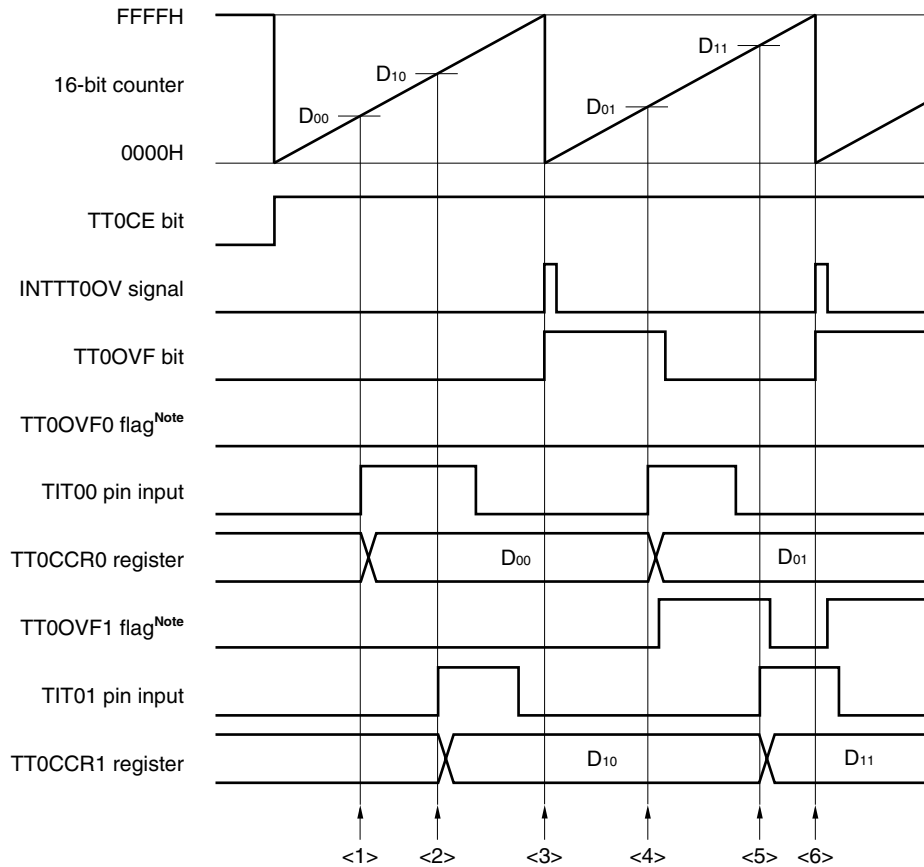 FFFFH
16-bit counter
0000H
D00
D10
D01
D11
TT0CE bit
INTTT0OV signal
TT0OVF bit
TT0OVF0 flagNote
TIT00 pin input
TT0CCR0 register
D00
D01
TT0OVF1 flagNote
TIT01 pin input
TT0CCR1 register
D10
D11
<1> <2> <3> <4> <5> <6>